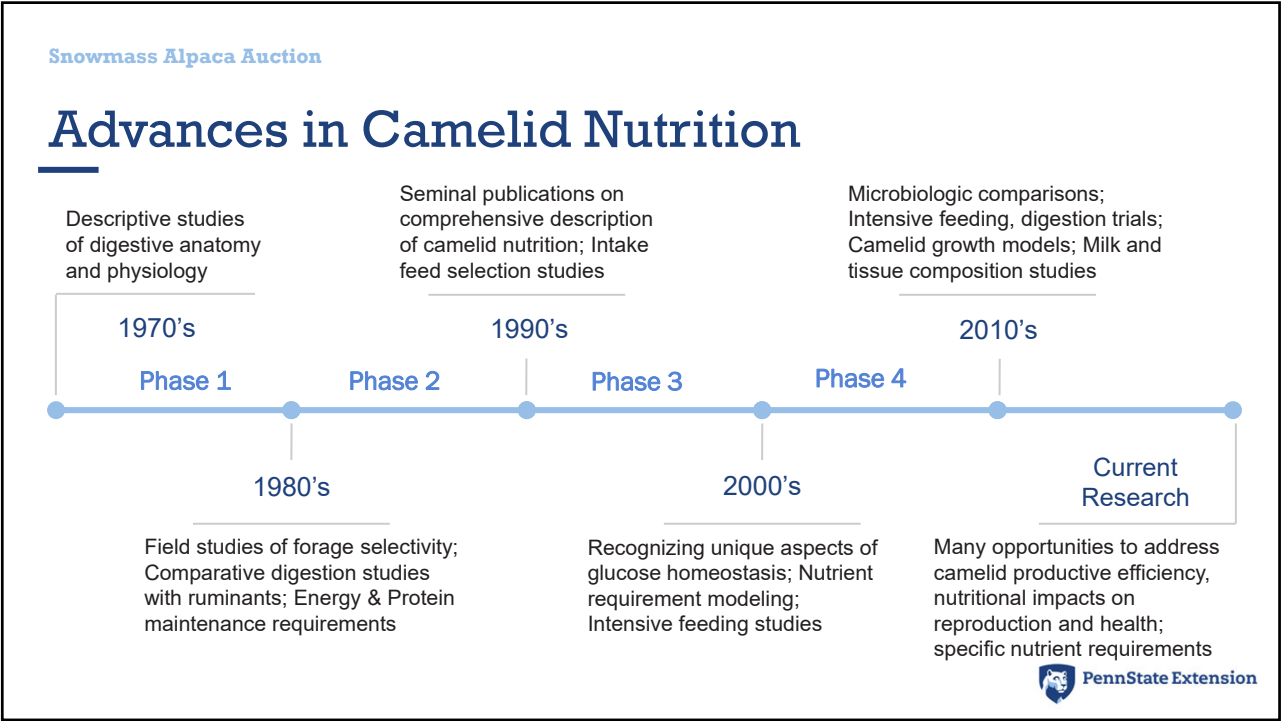 Snowmass Alpaca Auction
Advances in Camelid Nutrition
Descriptive studies
of digestive anatomy
and physiology
1970’s
Seminal publications on
comprehensive description
of camelid nutrition; Intake
feed selection studies
1990’s
Microbiologic comparisons;
Intensive feeding, digestion trials;
Camelid growth models; Milk and
tissue composition studies
2010’s
Phase 1
Phase 2
Phase 3
Phase 4
1980’s
Field studies of forage selectivity;
Comparative digestion studies
with ruminants; Energy & Protein
maintenance requirements
2000’s
Recognizing unique aspects of
glucose homeostasis; Nutrient
requirement modeling;
Intensive feeding studies
Current
Research
Many opportunities to address
camelid productive efficiency,
nutritional impacts on
reproduction and health;
specific nutrient requirements
PennState Extension